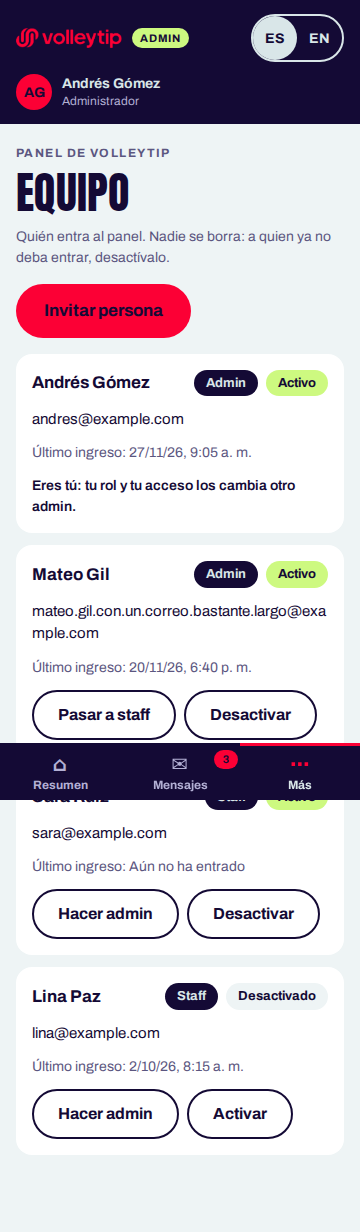 volleytip ADMIN ES EN
AG Andrés Gómez
Administrador
PANEL DE VOLLEYTIP
EQUIPO
Quién entra al panel. Nadie se borra: a quien ya no
deba entrar, desactívalo.
Invitar persona
Andrés Gómez Admin Activo
andres@example.com
Último ingreso: 27/11/26, 9:05 a. m.
Eres tú: tu rol y tu acceso los cambia otro
admin.
Mateo Gil Admin Activo
mateo.gil.con.un.correo.bastante.largo@exa
mple.com
Último ingreso: 20/11/26, 6:40 p. m.
Pasar a staff Desactivar
3
Resumen Mensajes Más
Sara Ruiz Staff Activo
sara@example.com
Último ingreso: Aún no ha entrado
Hacer admin Desactivar
Lina Paz Staff Desactivado
lina@example.com
Último ingreso: 2/10/26, 8:15 a. m.
Hacer admin Activar